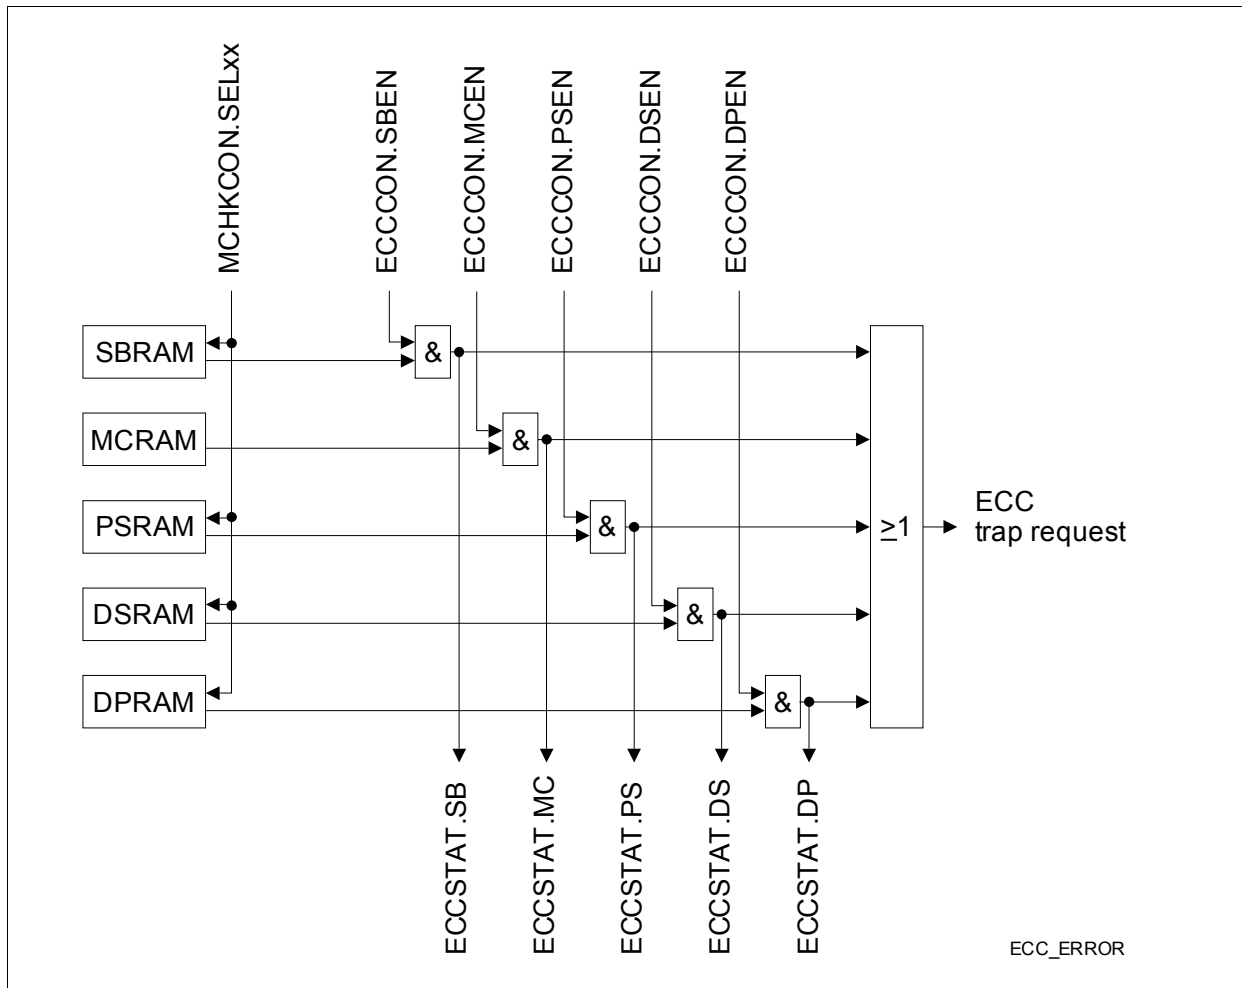 MCHKCON.SELxx
ECCCON.SBEN
ECCCON.MCEN
ECCCON.PSEN
ECCCON.DSEN
ECCCON.DPEN
SBRAM
&
MCRAM
&
PSRAM
&
≥1
ECC
trap request
DSRAM
&
DPRAM
&
ECCSTAT.SB
ECCSTAT.MC
ECCSTAT.PS
ECCSTAT.DS
ECCSTAT.DP
ECC_ERROR